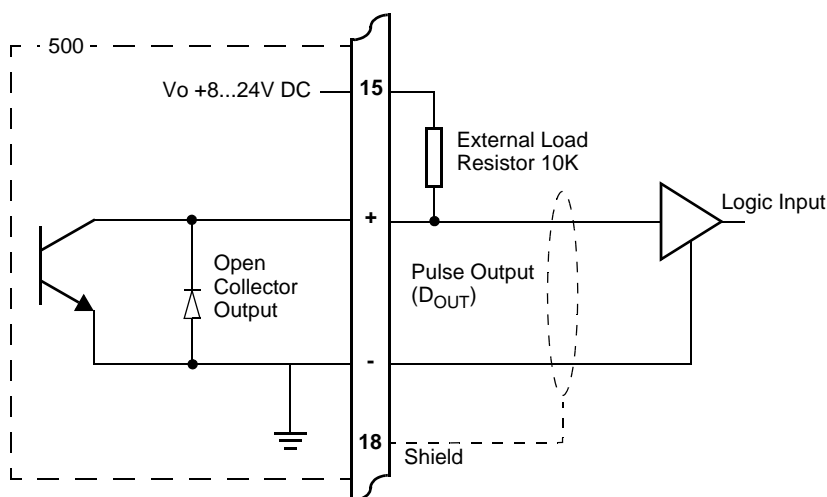 500
Vo +8...24V DC
15
External Load
Resistor 10K
+
Logic Input
Open
Collector
Output
Pulse Output
(DOUT)
-
18
Shield